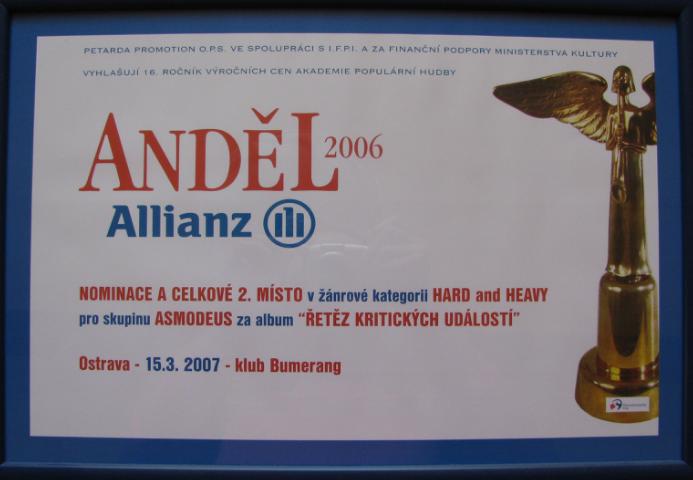 PETARDA PROMOTION O.P.S. VE SPOLUPRÁCI S I.F.P.I. A ZA FINANČNÍ PODPORY MINISTERSTVA KULTURY
VYHLAŠUJÍ 16. ROČNÍK VÝROČNÍCH CEN AKADEMIE POPULÁRNÍ HUDBY
ANDĚL 2006
Allianz
NOMINACE A CELKOVÉ 2. MÍSTO v žánrové kategorii HARD and HEAVY
pro skupinu ASMODEUS za album "ŘETĚZ KRITICKÝCH UDÁLOSTÍ"
Ostrava - 15.3. 2007 - klub Bumerang